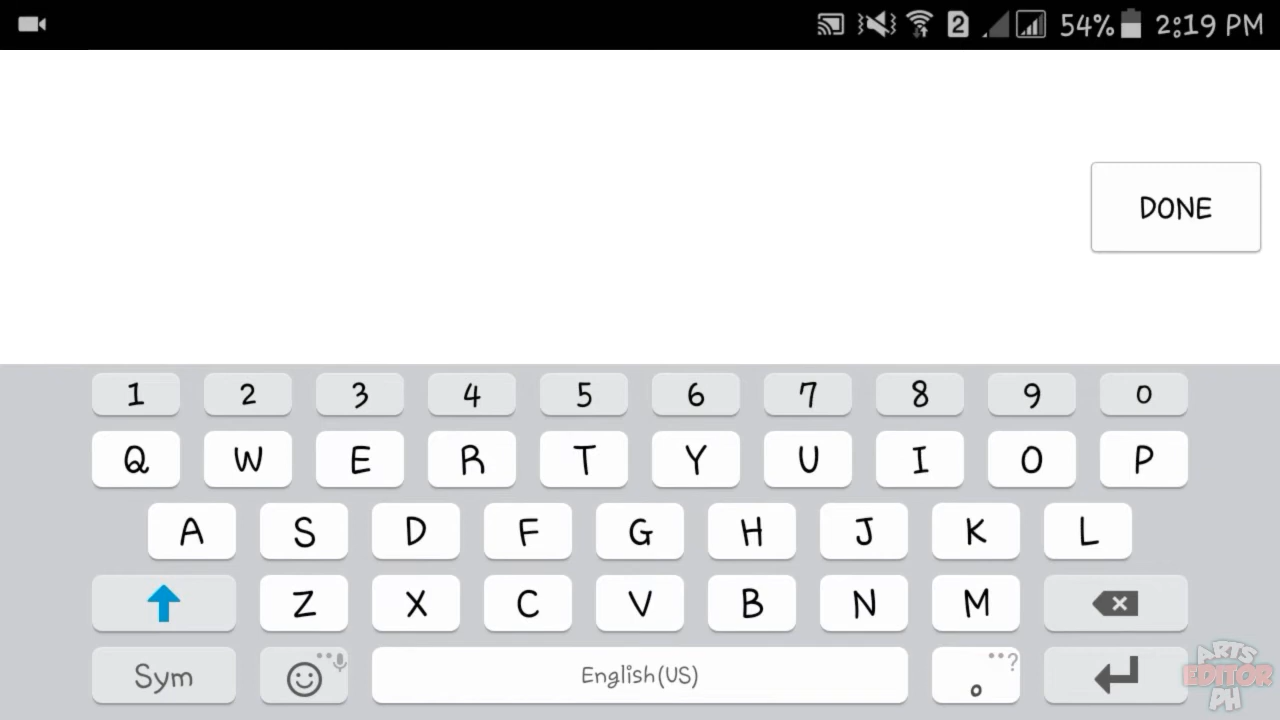 2 54% 2:19 PM
DONE
1 2 3 4 5 6 7 8 9 0
Q W E R T Y U I O P
A S D F G H J K L
Z X C V B N M
Sym English(US) ..? .
ARTS
EDITOR
PH